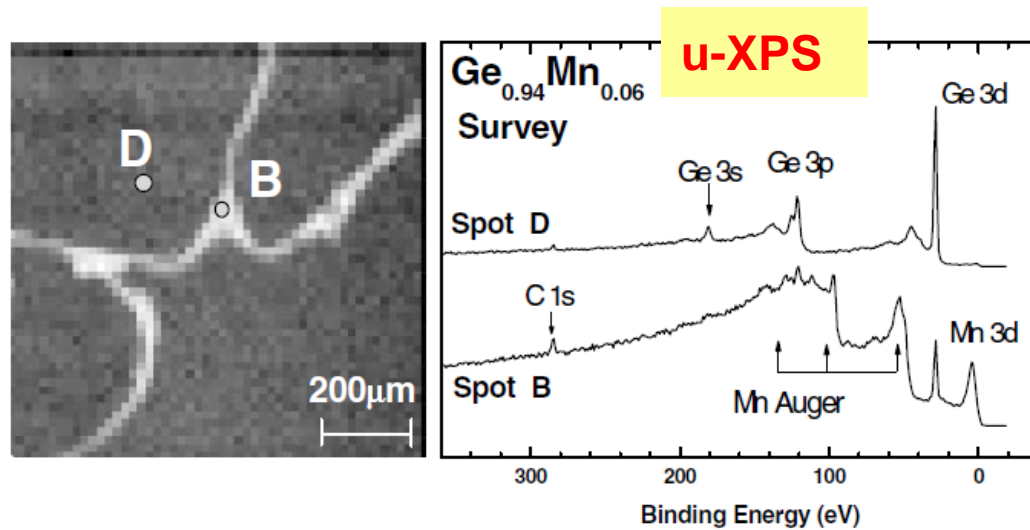 D
B
200μm
u-XPS
Ge0.94Mn0.06
Survey
Ge 3d
Ge 3s
Ge 3p
Spot D
C 1s
Mn 3d
Spot B
Mn Auger
300 200 100 0
Binding Energy (eV)